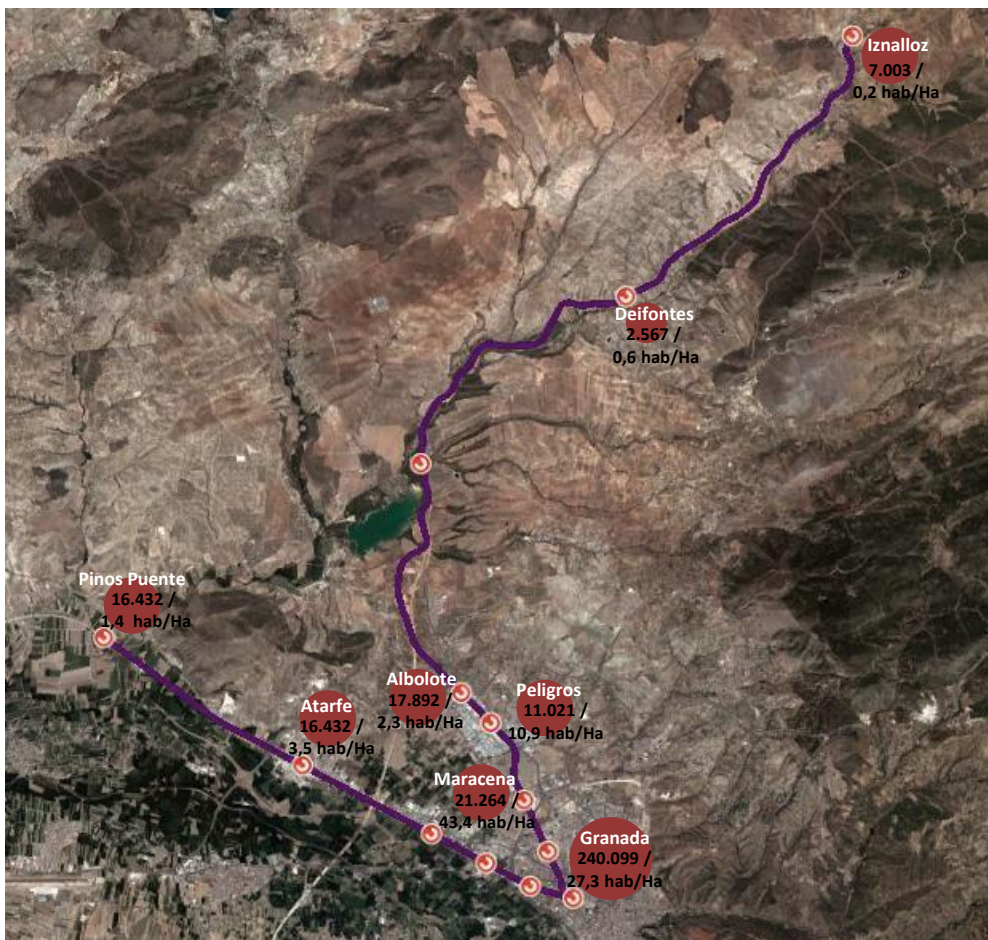 Iznalloz
7.003 /
0,2 hab/Ha
Deifontes
2.567 /
0,6 hab/Ha
Pinos Puente
16.432 /
1,4 hab/Ha
Albolote
17.892 /
2,3 hab/Ha
Peligros
11.021 /
10,9 hab/Ha
Atarfe
16.432 /
3,5 hab/Ha
Maracena
21.264 /
43,4 hab/Ha
Granada
240.099 /
27,3 hab/Ha